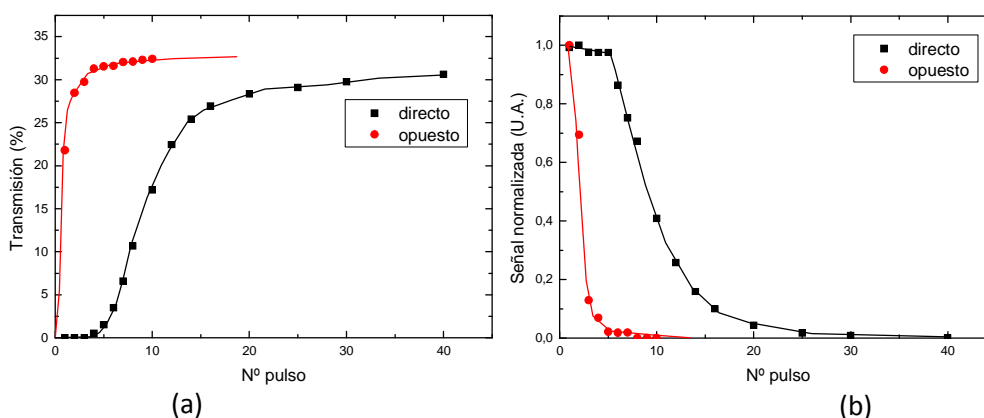 35
30
25
20
15
10
5
0
Transmisión (%)
0 10 20 30 40
Nº pulso
directo
opuesto
(a)
1,0
0,8
0,6
0,4
0,2
0,0
Señal normalizada (U.A.)
0 10 20 30 40
Nº pulso
directo
opuesto
(b)